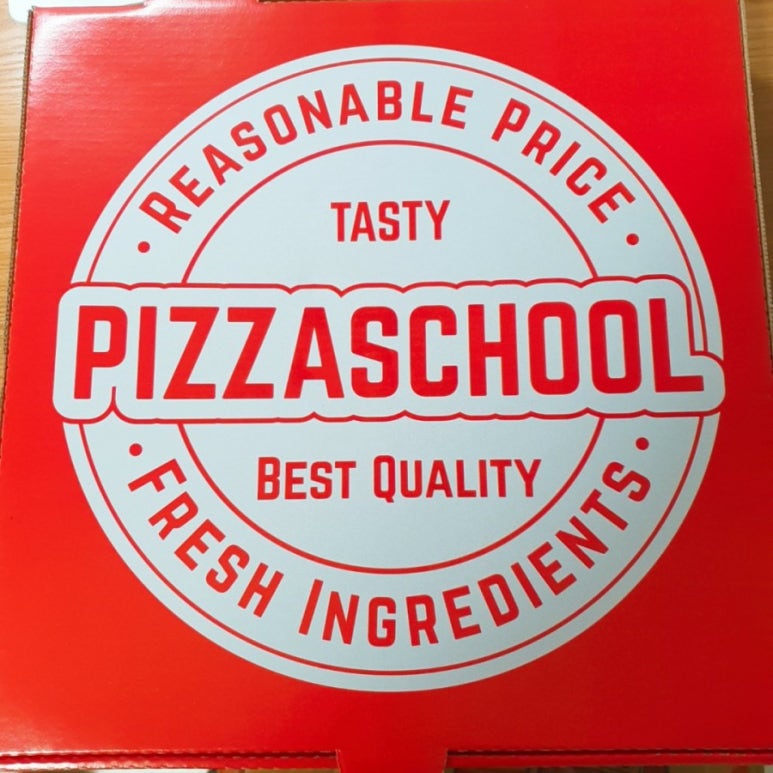 REASONABLE PRICE
TASTY
PIZZASCHOOL
BEST QUALITY
FRESH INGREDIENTS